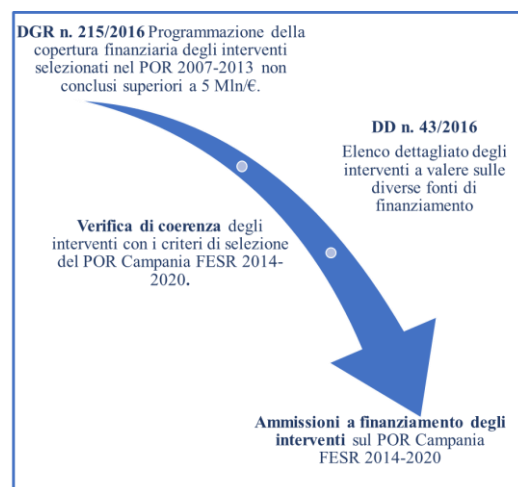 DGR n. 215/2016 Programmazione della
copertura finanziaria degli interventi
selezionati nel POR 2007-2013 non
conclusi superiori a 5 Mln/€.
DD n. 43/2016
Elenco dettagliato degli
interventi a valere sulle
diverse fonti di
finanziamento
Verifica di coerenza degli
interventi con i criteri di selezione
del POR Campania FESR 2014-
2020.
Ammissioni a finanziamento degli
interventi sul POR Campania
FESR 2014-2020